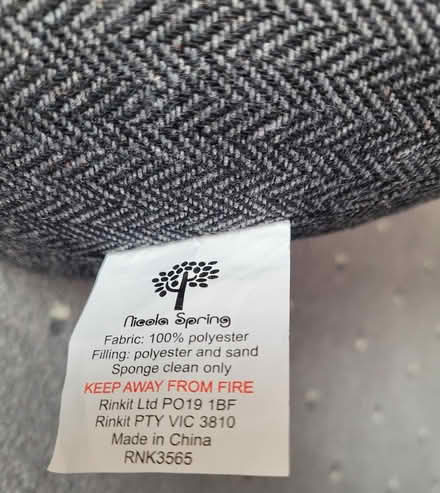 Nicola Spring
Fabric: 100% polyester
Filling: polyester and sand
Sponge clean only
KEEP AWAY FROM FIRE
Rinkit Ltd PO19 1BF
Rinkit PTY VIC 3810
Made in China
RNK3565